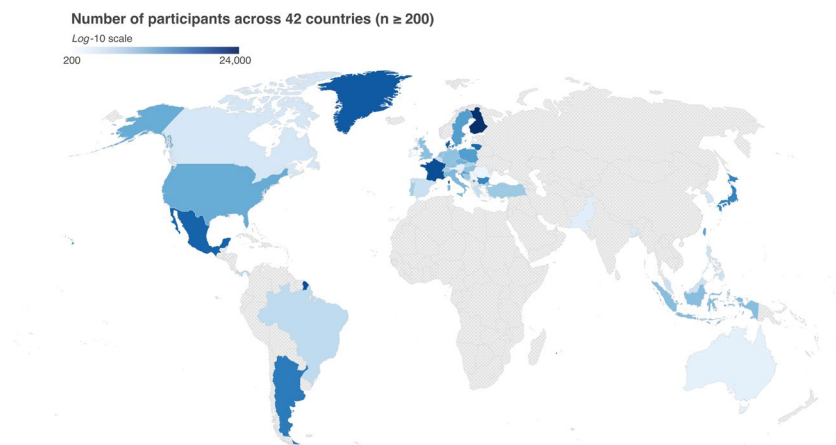 Number of participants across 42 countries (n ≥ 200)
Log-10 scale
200 24,000